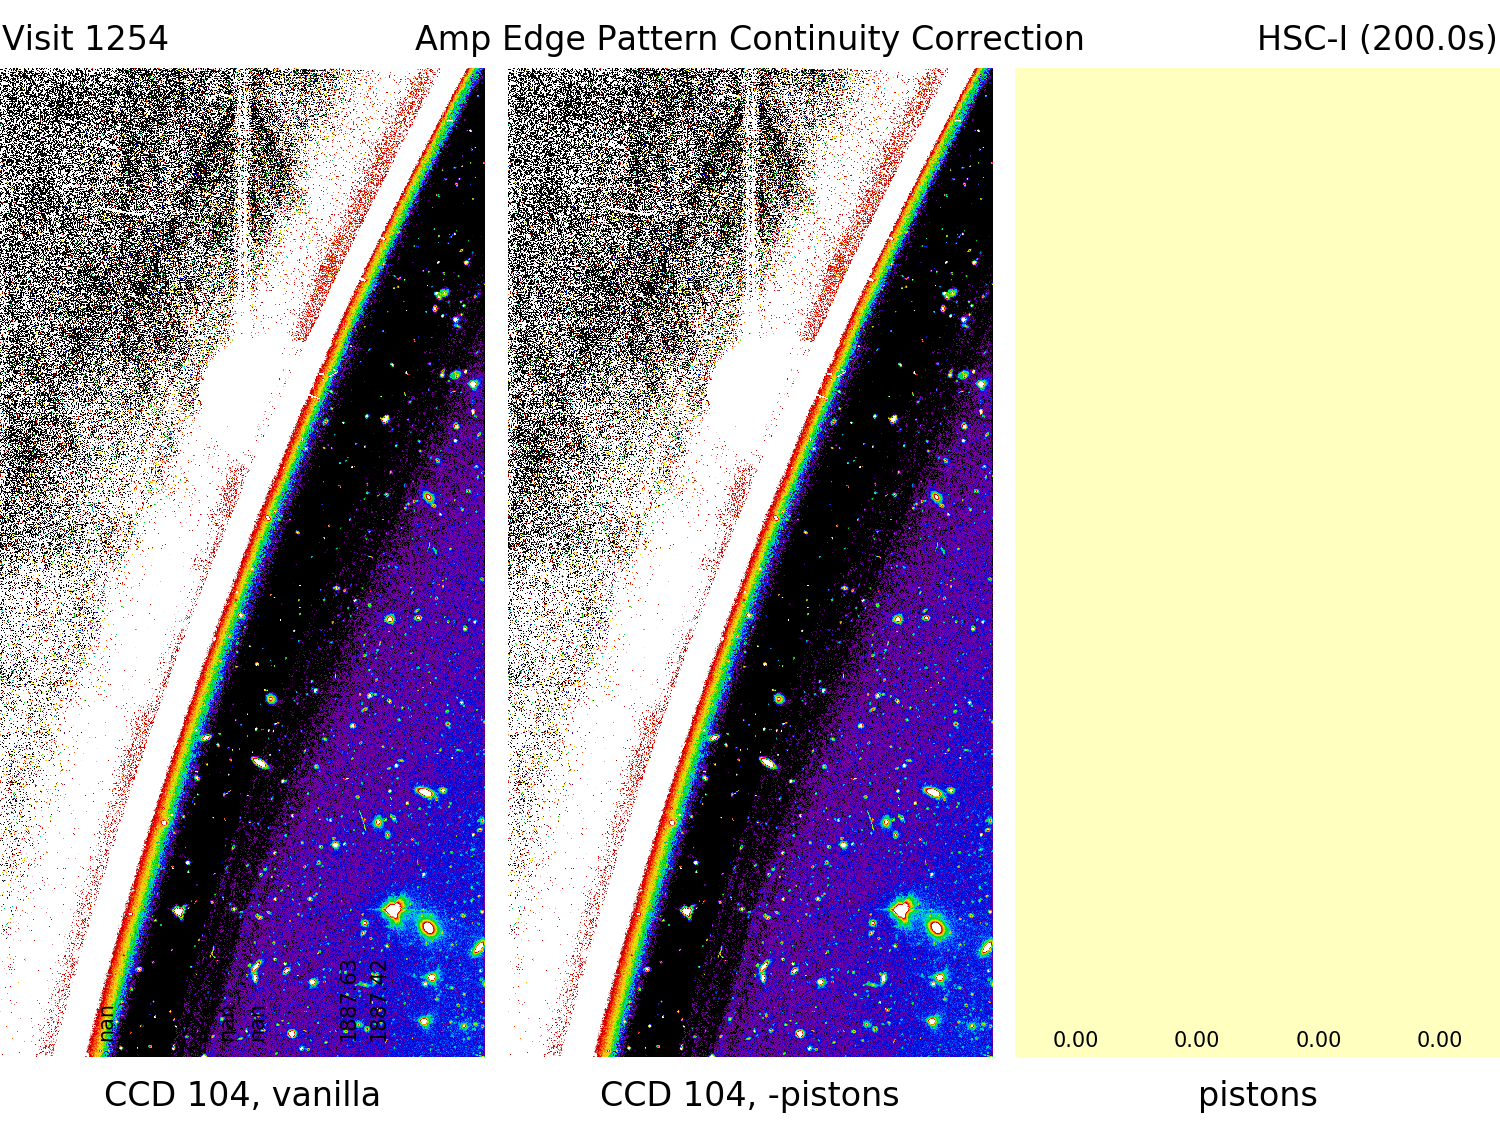 Visit 1254
Amp Edge Pattern Continuity Correction
HSC-I (200.0s)
nan
nan
nan
1887.63
1887.42
0.00
0.00
0.00
0.00
CCD 104, vanilla
CCD 104, -pistons
pistons